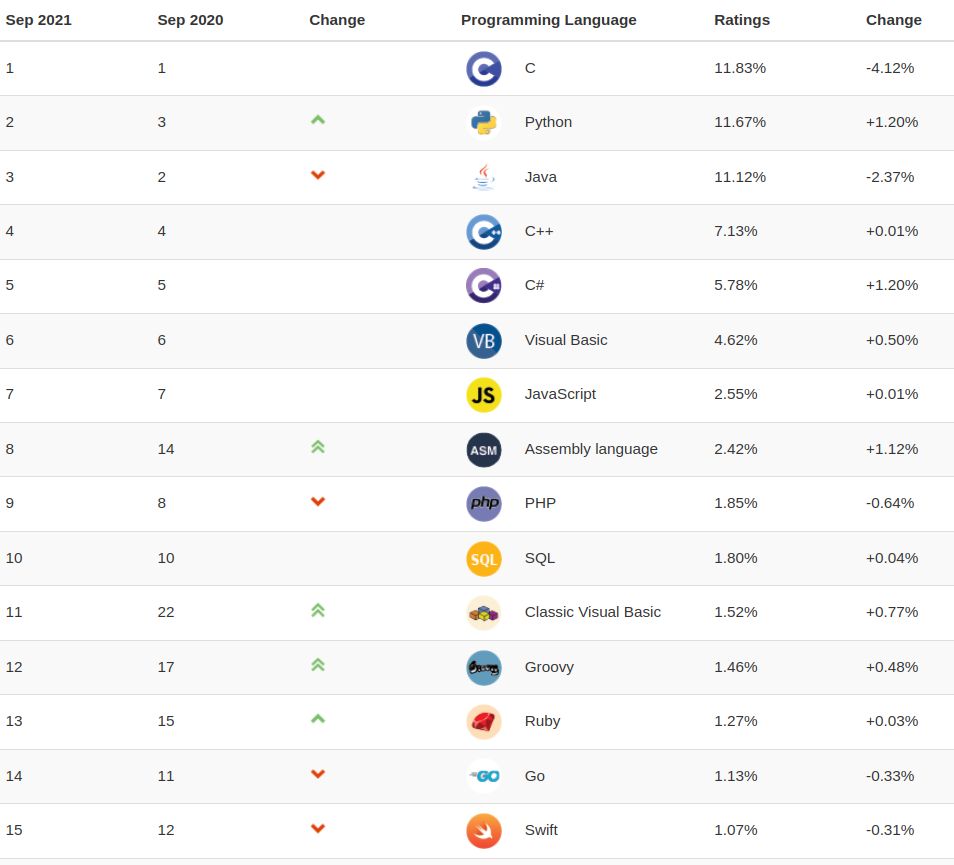 Sep 2021 Sep 2020 Change Programming Language Ratings Change
1 1 C 11.83% -4.12%
2 3 Python 11.67% +1.20%
3 2 Java 11.12% -2.37%
4 4 C++ 7.13% +0.01%
5 5 C# 5.78% +1.20%
6 6 VB Visual Basic 4.62% +0.50%
7 7 JS JavaScript 2.55% +0.01%
8 14 ASM Assembly language 2.42% +1.12%
9 8 php PHP 1.85% -0.64%
10 10 SQL SQL 1.80% +0.04%
11 22 Classic Visual Basic 1.52% +0.77%
12 17 Groovy 1.46% +0.48%
13 15 Ruby 1.27% +0.03%
14 11 GO Go 1.13% -0.33%
15 12 Swift 1.07% -0.31%